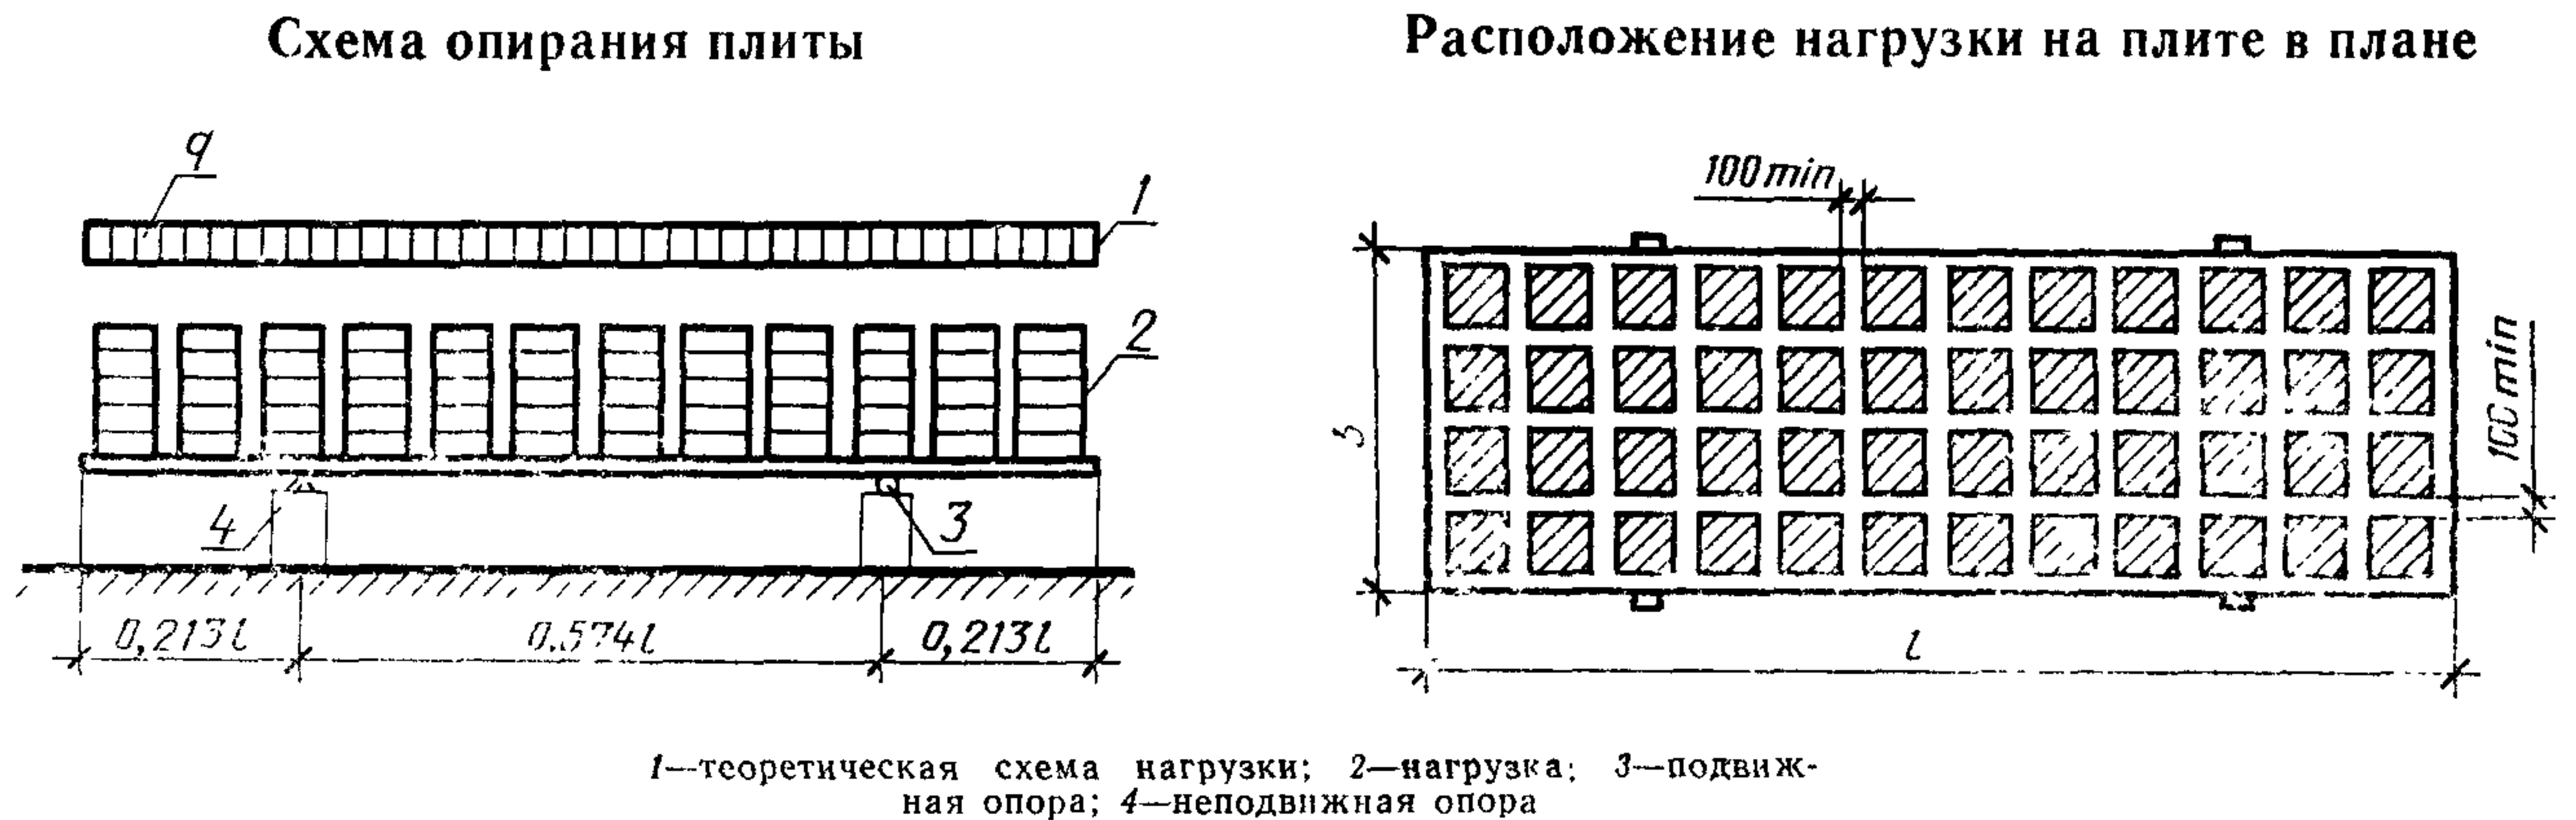 Схема опирания плиты
Расположение нагрузки на плите в плане
q
1
2
4
3
0,213l
0.574l
0,213l
100 min
100 min
l
1—теоретическая схема нагрузки; 2—нагрузка; 3—подвиж-
ная опора; 4—неподвижная опора